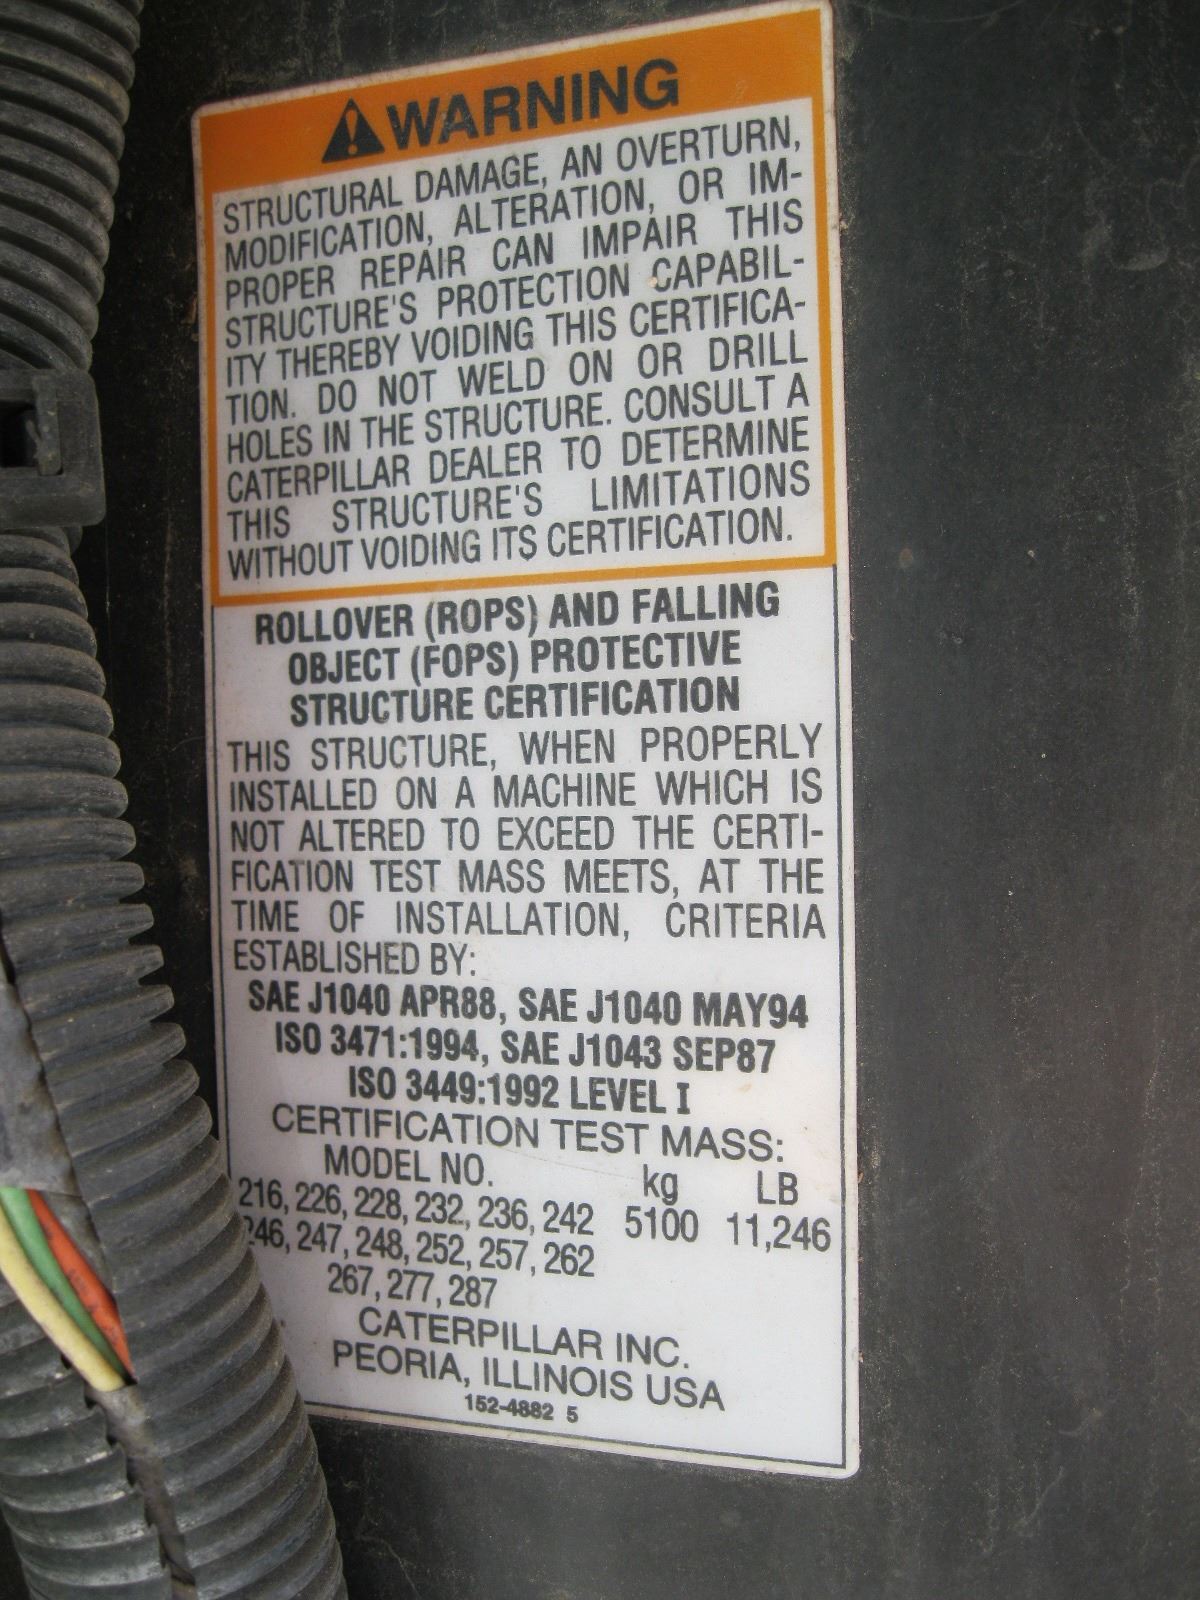 WARNING
STRUCTURAL DAMAGE, AN OVERTURN,
MODIFICATION, ALTERATION, OR IM-
PROPER REPAIR CAN IMPAIR THIS
STRUCTURE'S PROTECTION CAPABIL-
ITY THEREBY VOIDING THIS CERTIFICA-
TION. DO NOT WELD ON OR DRILL
HOLES IN THE STRUCTURE. CONSULT A
CATERPILLAR DEALER TO DETERMINE
THIS STRUCTURE'S LIMITATIONS
WITHOUT VOIDING ITS CERTIFICATION.
ROLLOVER (ROPS) AND FALLING
OBJECT (FOPS) PROTECTIVE
STRUCTURE CERTIFICATION
THIS STRUCTURE, WHEN PROPERLY
INSTALLED ON A MACHINE WHICH IS
NOT ALTERED TO EXCEED THE CERTI-
FICATION TEST MASS MEETS, AT THE
TIME OF INSTALLATION, CRITERIA
ESTABLISHED BY:
SAE J1040 APR88, SAE J1040 MAY94
ISO 3471:1994, SAE J1043 SEP87
ISO 3449:1992 LEVEL I
CERTIFICATION TEST MASS:
MODEL NO. kg LB
216, 226, 228, 232, 236, 242 5100 11,246
246, 247, 248, 252, 257, 262
267, 277, 287
CATERPILLAR INC.
PEORIA, ILLINOIS USA
152-4882 5